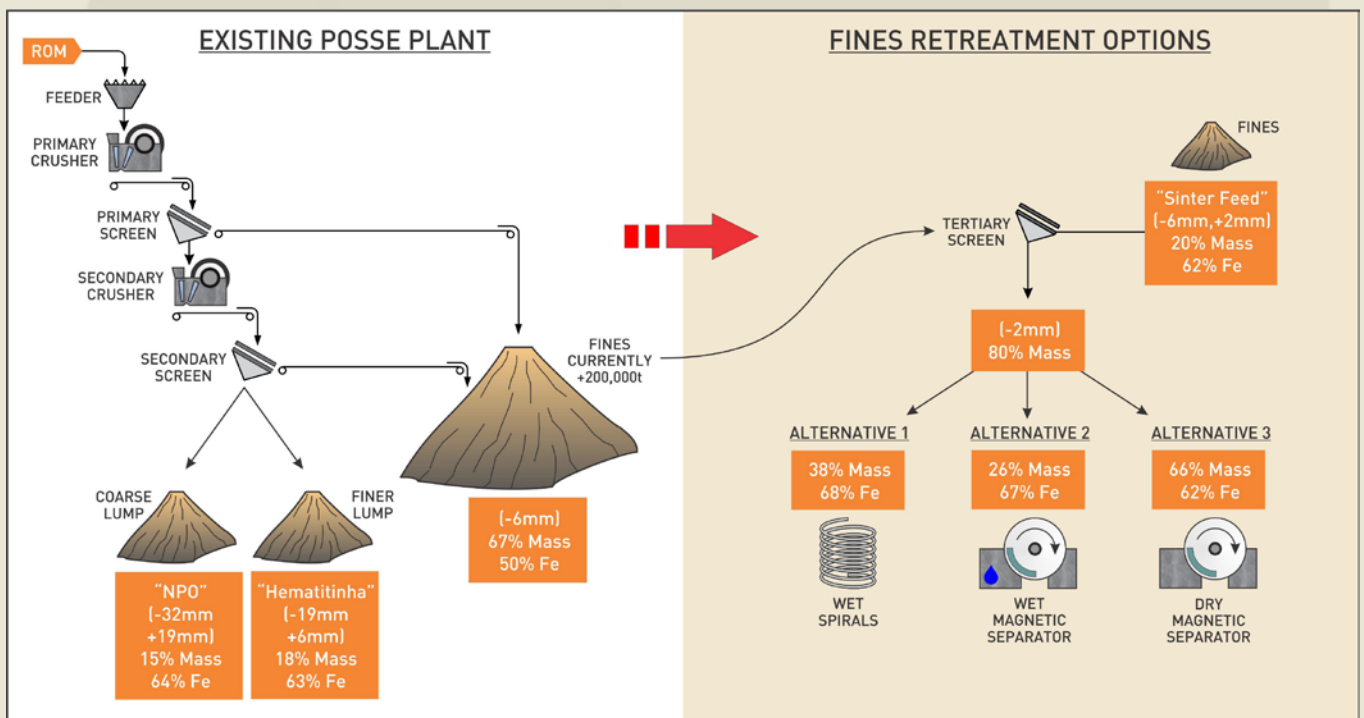 EXISTING POSSE PLANT
ROM
FEEDER
PRIMARY
CRUSHER
PRIMARY
SCREEN
SECONDARY
CRUSHER
SECONDARY
SCREEN
FINES
CURRENTLY
+200,000t
COARSE
LUMP
FINER
LUMP
"NPO"
(-32mm
+19mm)
15% Mass
64% Fe
"Hematitinha"
(-19mm
+6mm)
18% Mass
63% Fe
(-6mm)
67% Mass
50% Fe
FINES RETREATMENT OPTIONS
FINES
"Sinter Feed"
(-6mm,+2mm)
20% Mass
62% Fe
TERTIARY
SCREEN
(-2mm)
80% Mass
ALTERNATIVE 1
38% Mass
68% Fe
WET
SPIRALS
ALTERNATIVE 2
26% Mass
67% Fe
WET
MAGNETIC
SEPARATOR
ALTERNATIVE 3
66% Mass
62% Fe
DRY
MAGNETIC
SEPARATOR